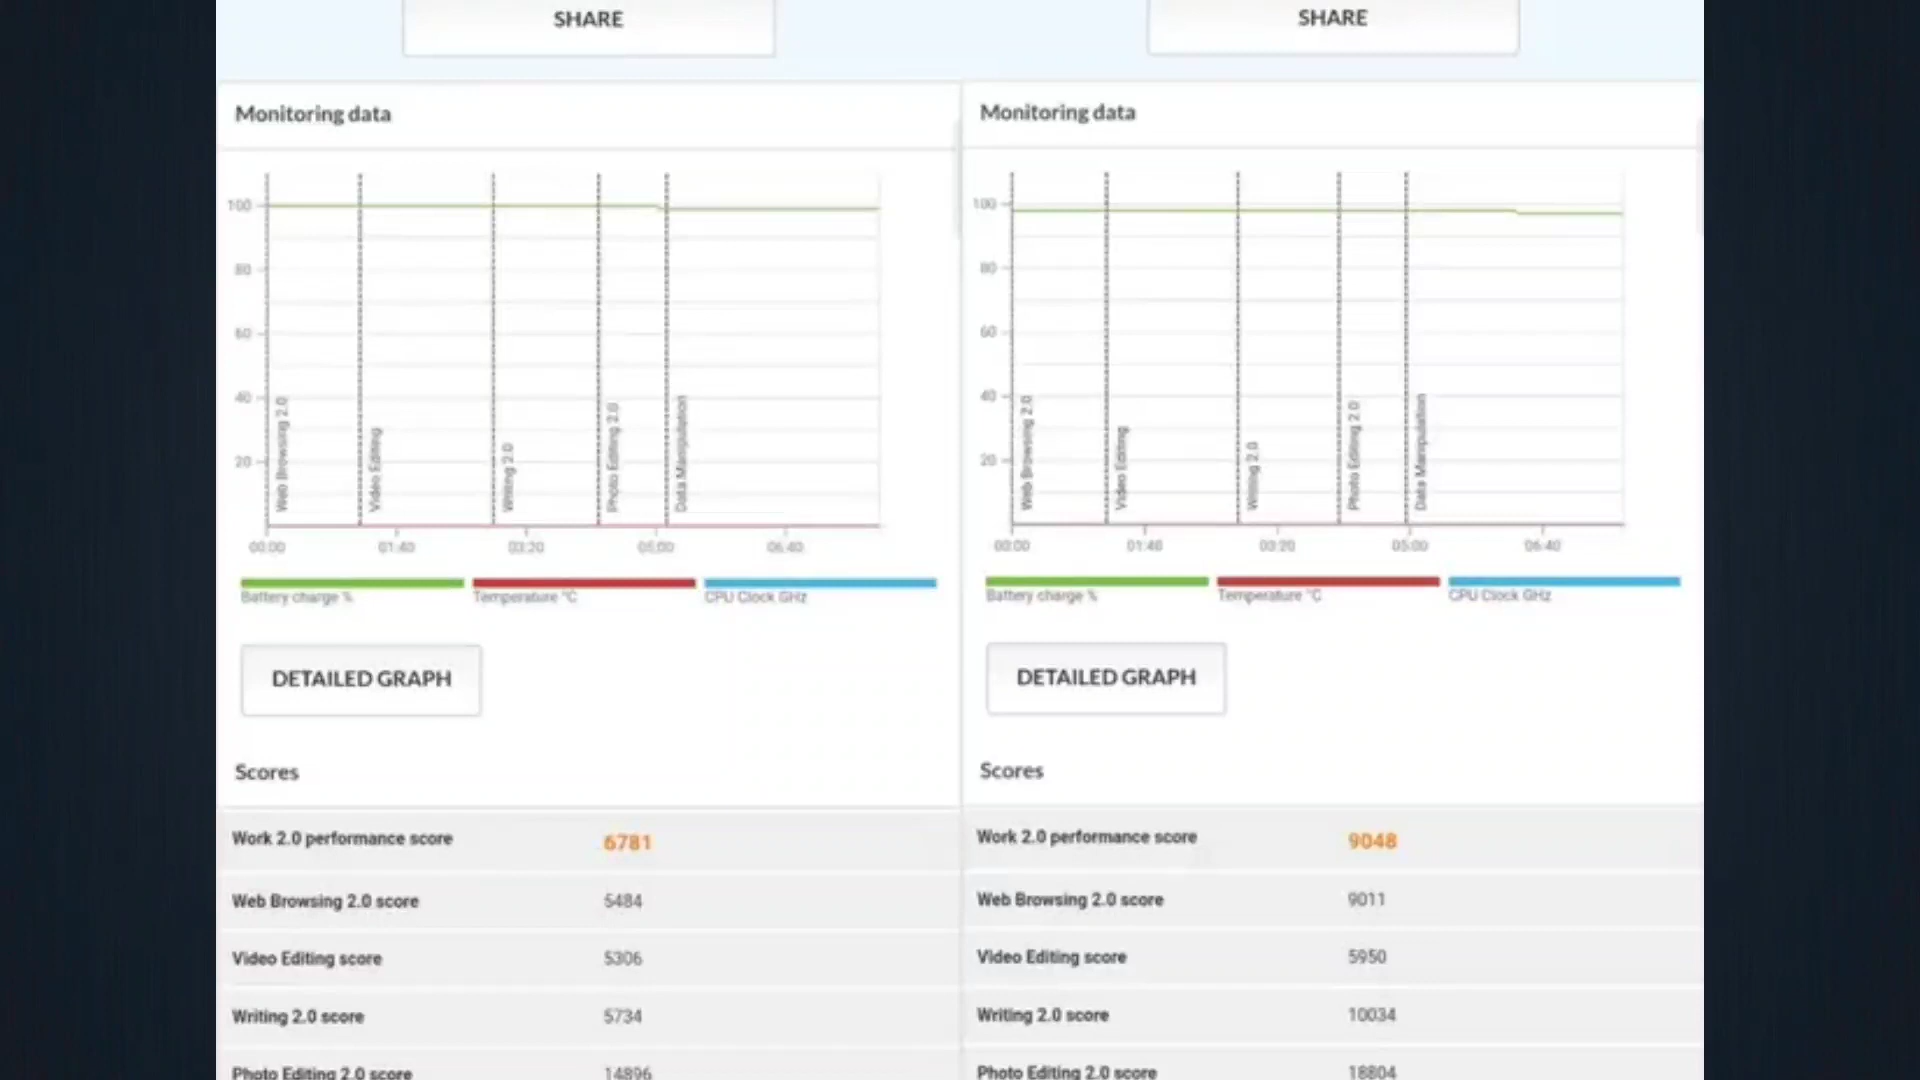 SHARE
Monitoring data
100
80
60
40
20
Web Browsing 2.0
Video Editing
Writing 2.0
Photo Editing 2.0
Data Manipulation
00:00
01:40
03:20
05:00
06:40
Battery charge %
Temperature °C
CPU Clock GHz
DETAILED GRAPH
Scores
Work 2.0 performance score 6781
Web Browsing 2.0 score 5484
Video Editing score 5306
Writing 2.0 score 5734
Photo Editing 2.0 score 14896
SHARE
Monitoring data
100
80
60
40
20
Web Browsing 2.0
Video Editing
Writing 2.0
Photo Editing 2.0
Data Manipulation
00:00
01:40
03:20
05:00
06:40
Battery charge %
Temperature °C
CPU Clock GHz
DETAILED GRAPH
Scores
Work 2.0 performance score 9048
Web Browsing 2.0 score 9011
Video Editing score 5950
Writing 2.0 score 10034
Photo Editing 2.0 score 18804